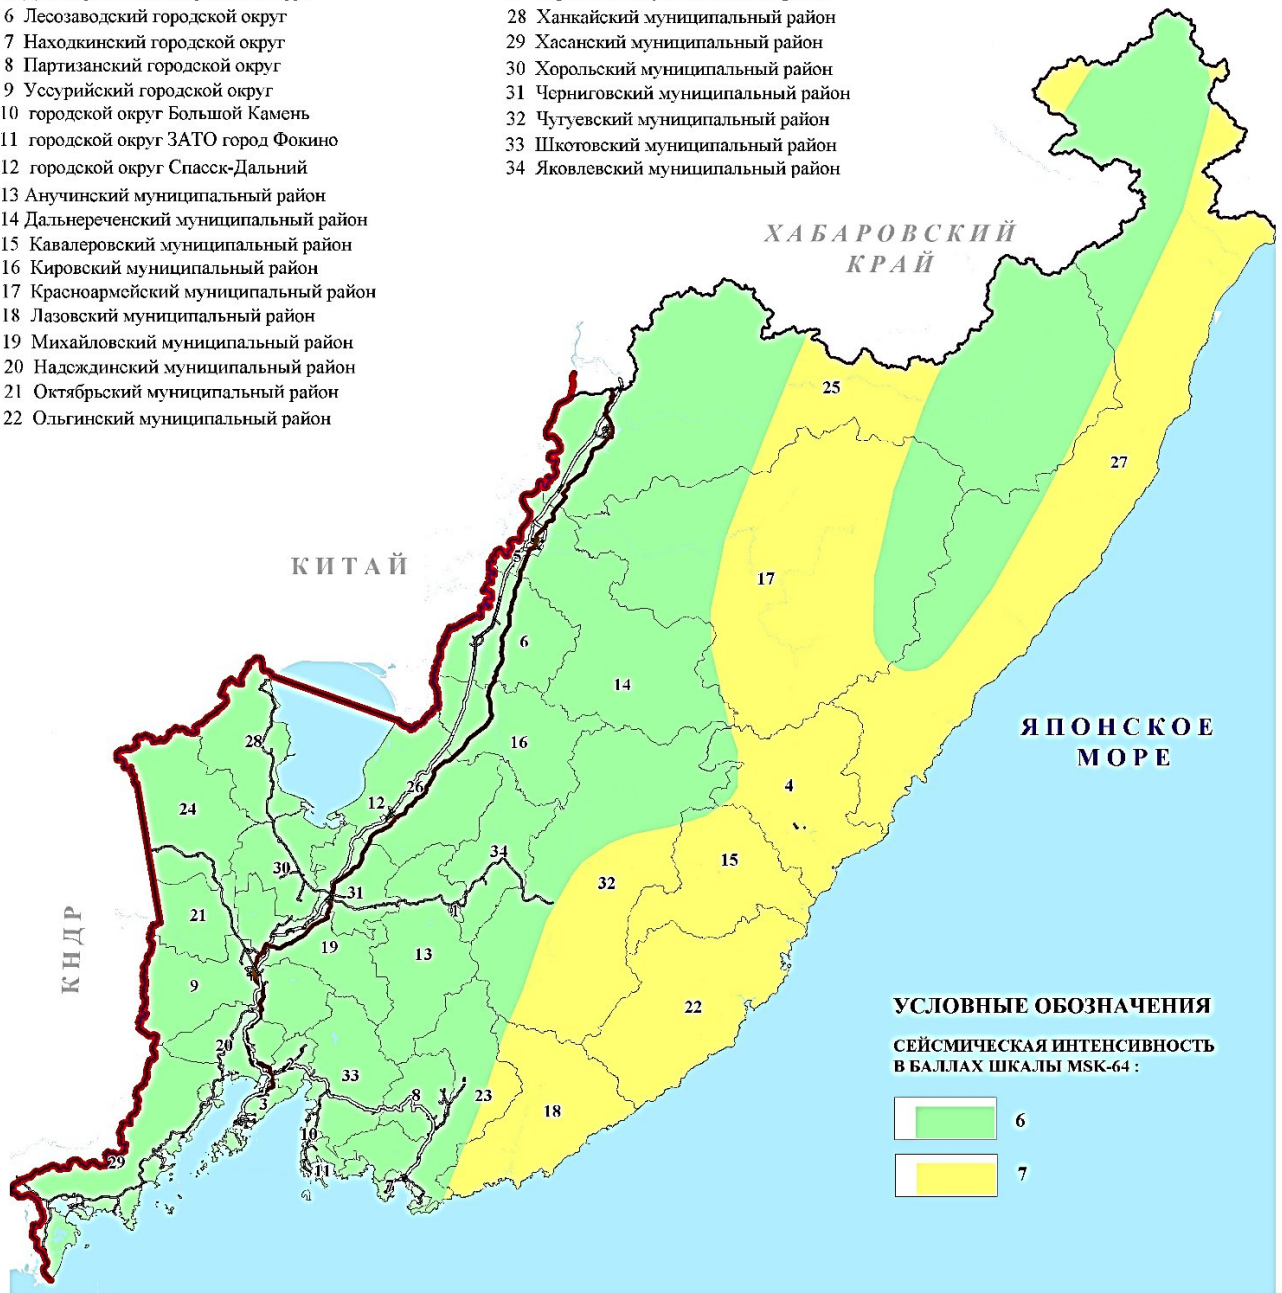 6 Лесозаводский городской округ
7 Находкинский городской округ
8 Партизанский городской округ
9 Уссурийский городской округ
10 городской округ Большой Камень
11 городской округ ЗАТО город Фокино
12 городской округ Спасск-Дальний
13 Анучинский муниципальный район
14 Дальнереченский муниципальный район
15 Кавалеровский муниципальный район
16 Кировский муниципальный район
17 Красноармейский муниципальный район
18 Лазовский муниципальный район
19 Михайловский муниципальный район
20 Надеждинский муниципальный район
21 Октябрьский муниципальный район
22 Ольгинский муниципальный район
28 Ханкайский муниципальный район
29 Хасанский муниципальный район
30 Хорольский муниципальный район
31 Черниговский муниципальный район
32 Чугуевский муниципальный район
33 Шкотовский муниципальный район
34 Яковлевский муниципальный район
ХАБАРОВСКИЙ
КРАЙ
25
27
КИТАЙ
5
17
6
14
ЯПОНСКОЕ
МОРЕ
28
16
24
26
12
4
34
15
30
32
31
21
1
КНДР
19
13
9
22
УСЛОВНЫЕ ОБОЗНАЧЕНИЯ
СЕЙСМИЧЕСКАЯ ИНТЕНСИВНОСТЬ
В БАЛЛАХ ШКАЛЫ MSK-64 :
6
7
20
2
33
8
23
3
18
10
29
11
7